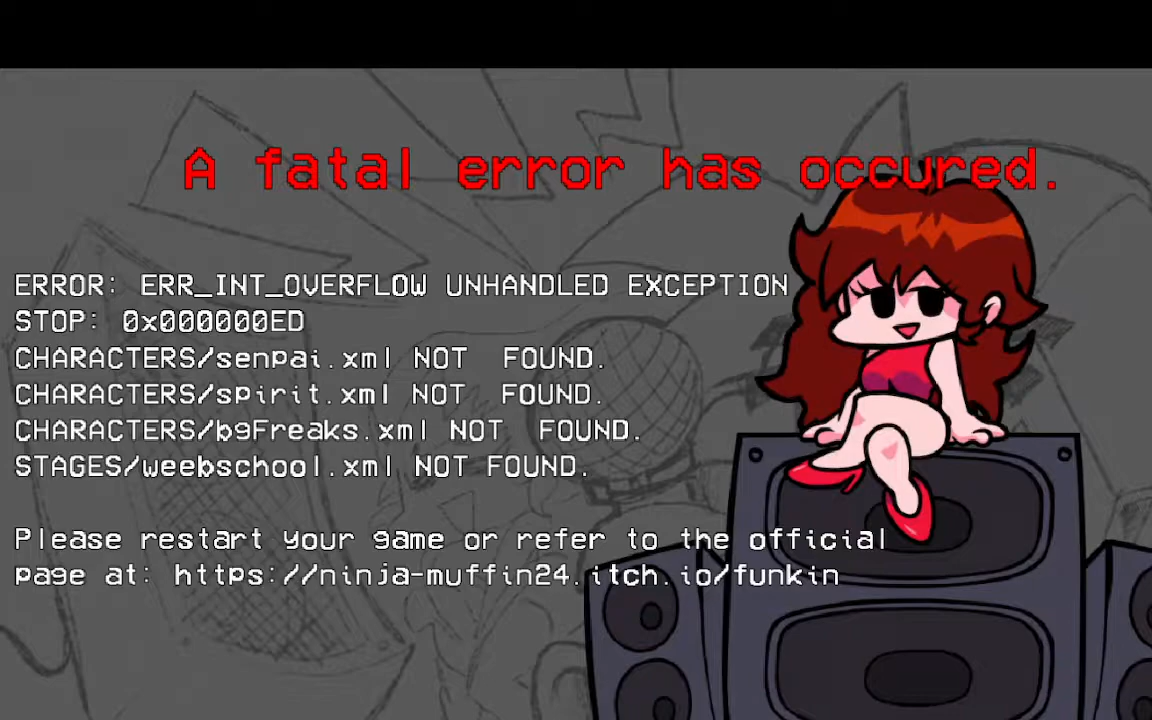 A fatal error has occured.
ERROR: ERR_INT_OVERFLOW UNHANDLED EXCEPTION
STOP: 0x000000ED
CHARACTERS/senpai.xml NOT FOUND.
CHARACTERS/spirit.xml NOT FOUND.
CHARACTERS/bgFreaks.xml NOT FOUND.
STAGES/weebschool.xml NOT FOUND.
Please restart your game or refer to the official
page at: https://ninja-muffin24.itch.io/funkin